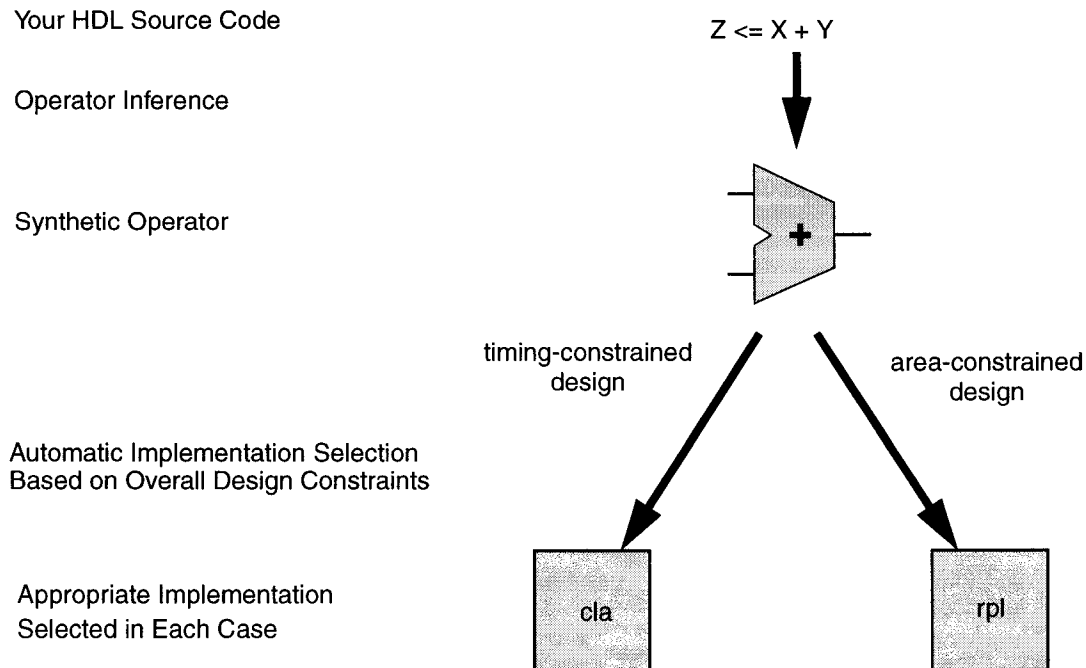 Your HDL Source Code
Z <= X + Y
Operator Inference
Synthetic Operator
+
timing-constrained
design
area-constrained
design
Automatic Implementation Selection
Based on Overall Design Constraints
Appropriate Implementation
Selected in Each Case
cla
rpl